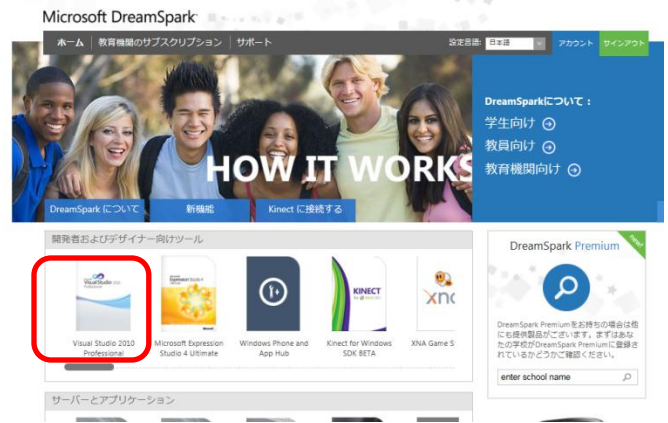 Microsoft DreamSpark
ホーム 教育機関のサブスクリプション サポート 設定言語: 日本語 アカウント サインアウト
DreamSparkについて：
学生向け
教員向け
教育機関向け
HOW IT WORKS
DreamSpark について 新機能 Kinect に接続する
開発者およびデザイナー向けツール
Visual Studio 2010
Professional
Microsoft Expression
Studio 4 Ultimate
Windows Phone and
App Hub
KINECT
Kinect for Windows
SDK BETA
xna
XNA Game S
DreamSpark Premium
new!
DreamSpark Premiumをお持ちの場合は他
にも提供製品がございます。まずはあな
たの学校がDreamSpark Premiumに登録さ
れているかどうかご確認ください。
enter school name
サーバーとアプリケーション